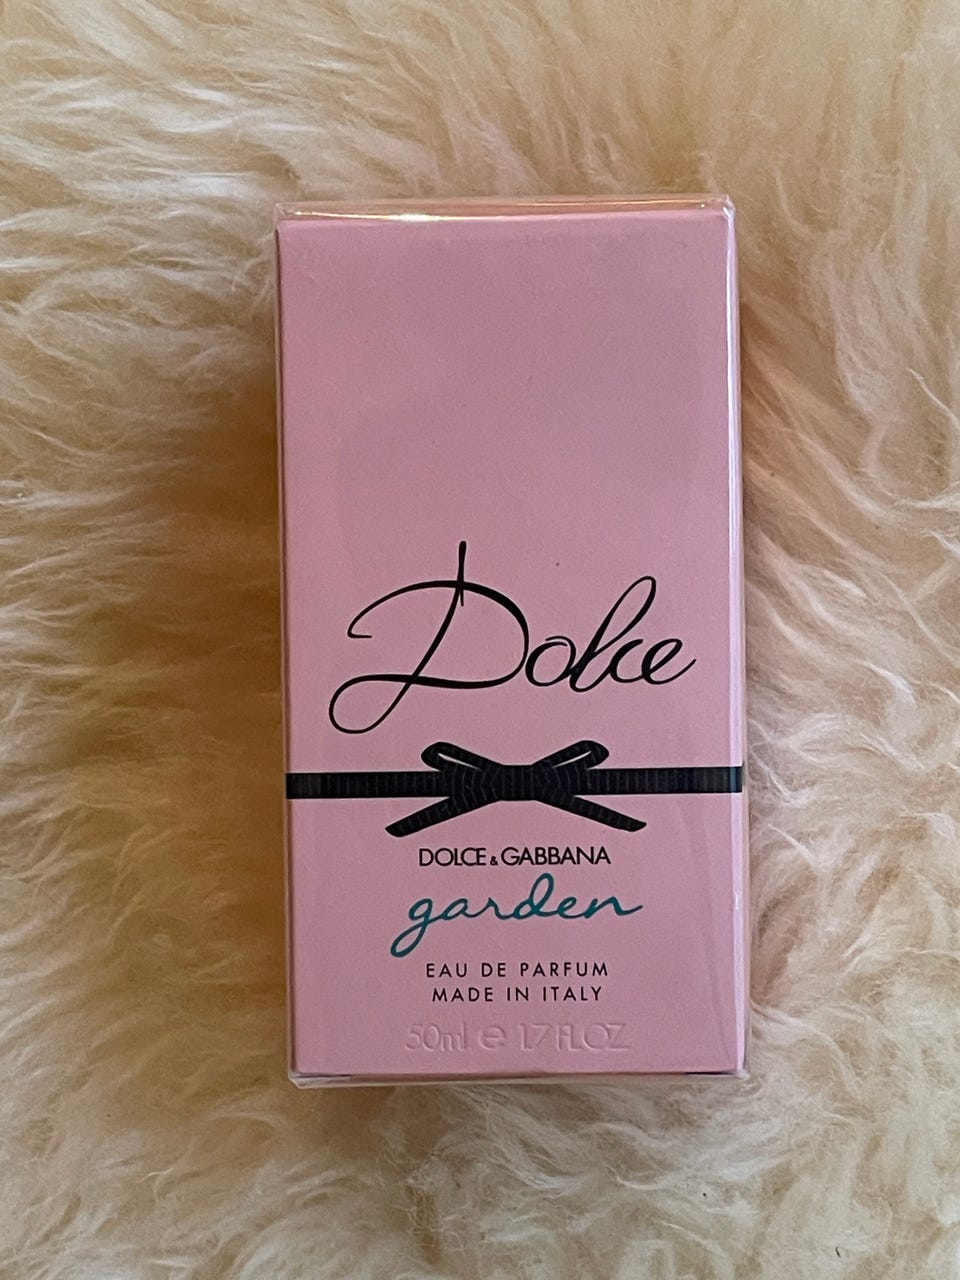 Dolce
DOLCE & GABBANA
garden
EAU DE PARFUM
MADE IN ITALY
50ml e 1.7 FL.OZ